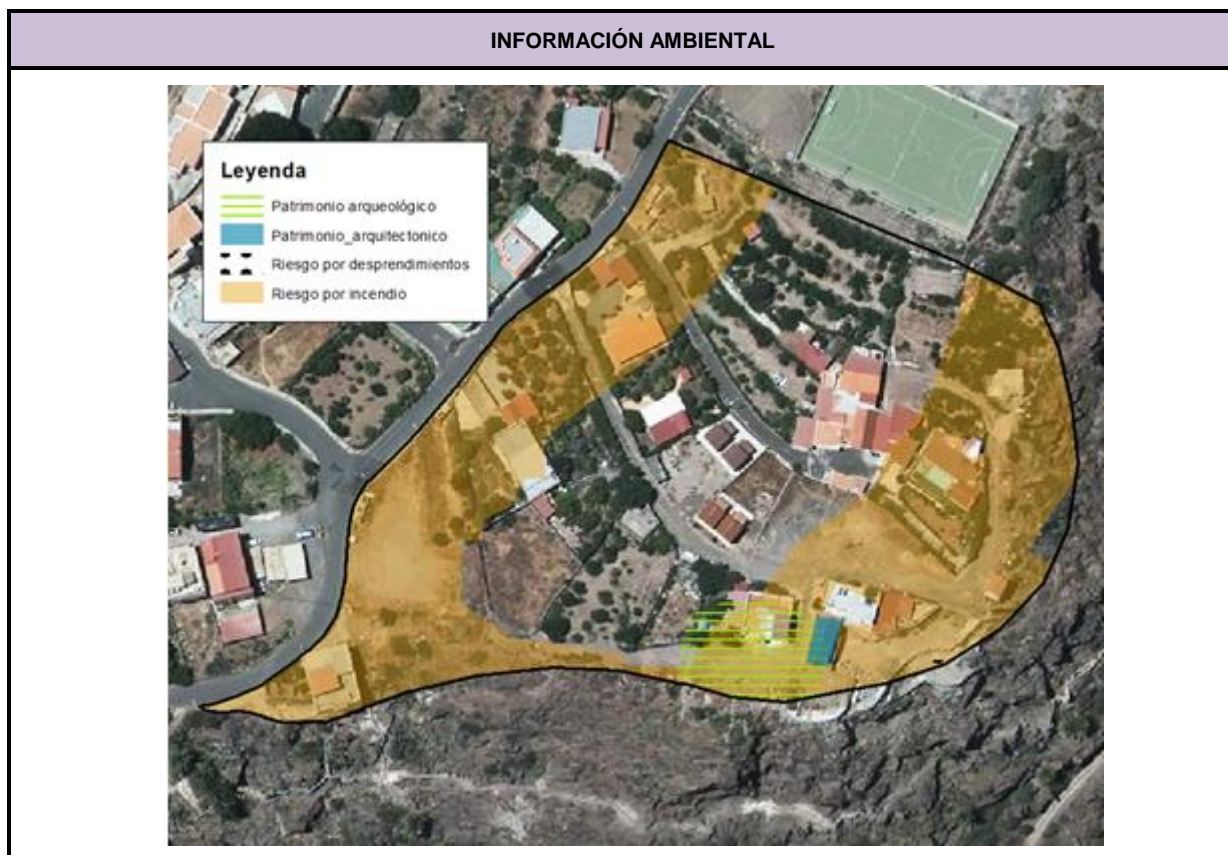 INFORMACIÓN AMBIENTAL
Leyenda
Patrimonio arqueológico
Patrimonio_arquitectonico
Riesgo por desprendimientos
Riesgo por incendio